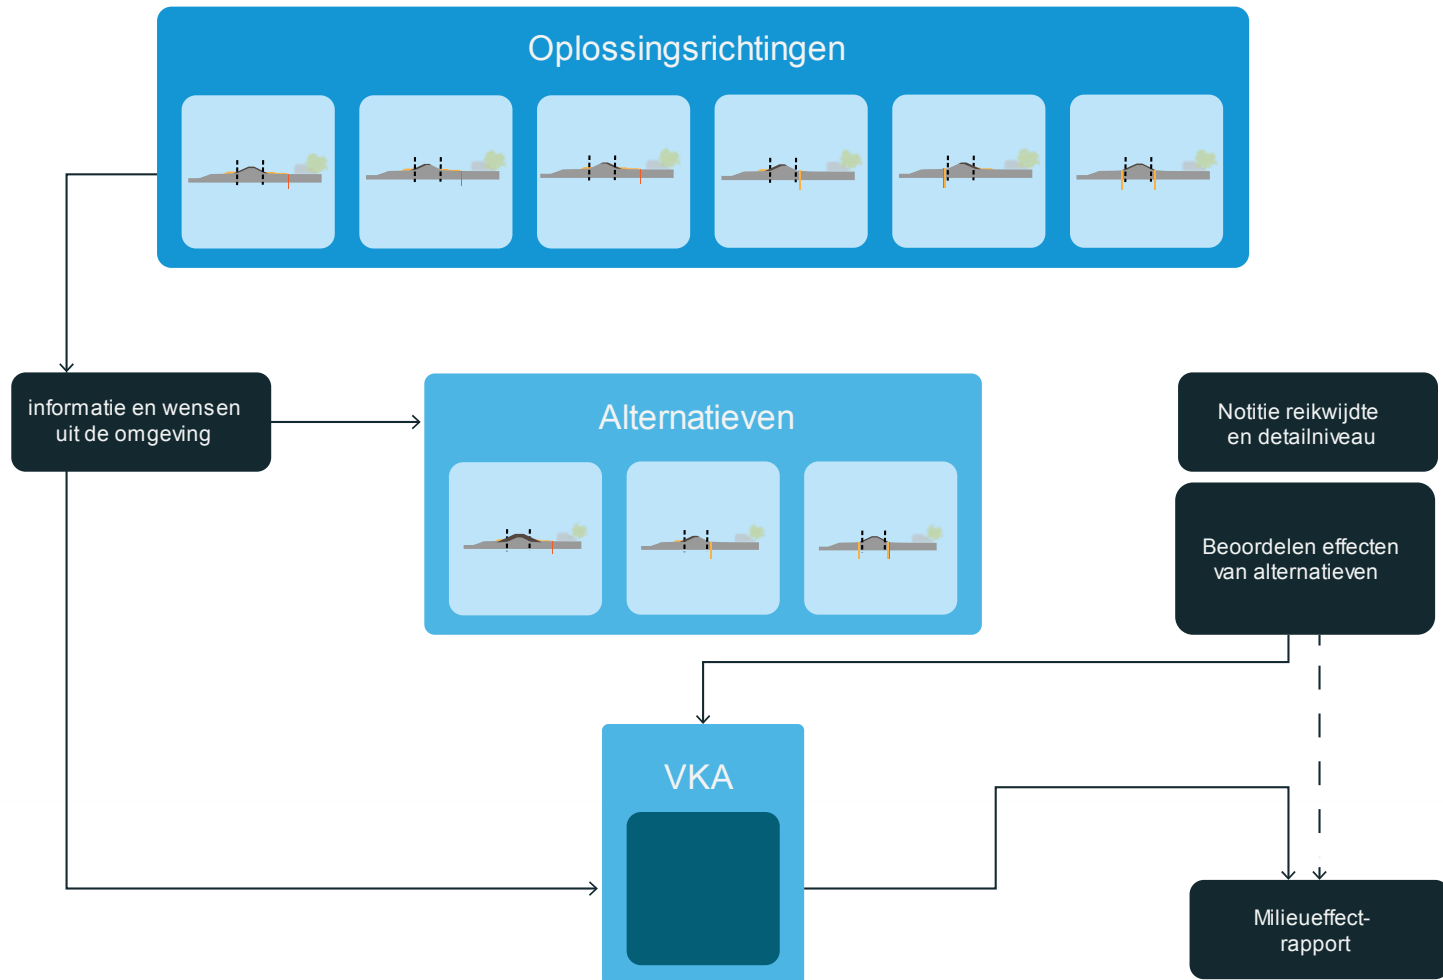 Oplossingsrichtingen
informatie en wensen
uit de omgeving
Alternatieven
Notitie reikwijdte
en detailniveau
Beoordelen effecten
van alternatieven
VKA
Milieueffect-
rapport